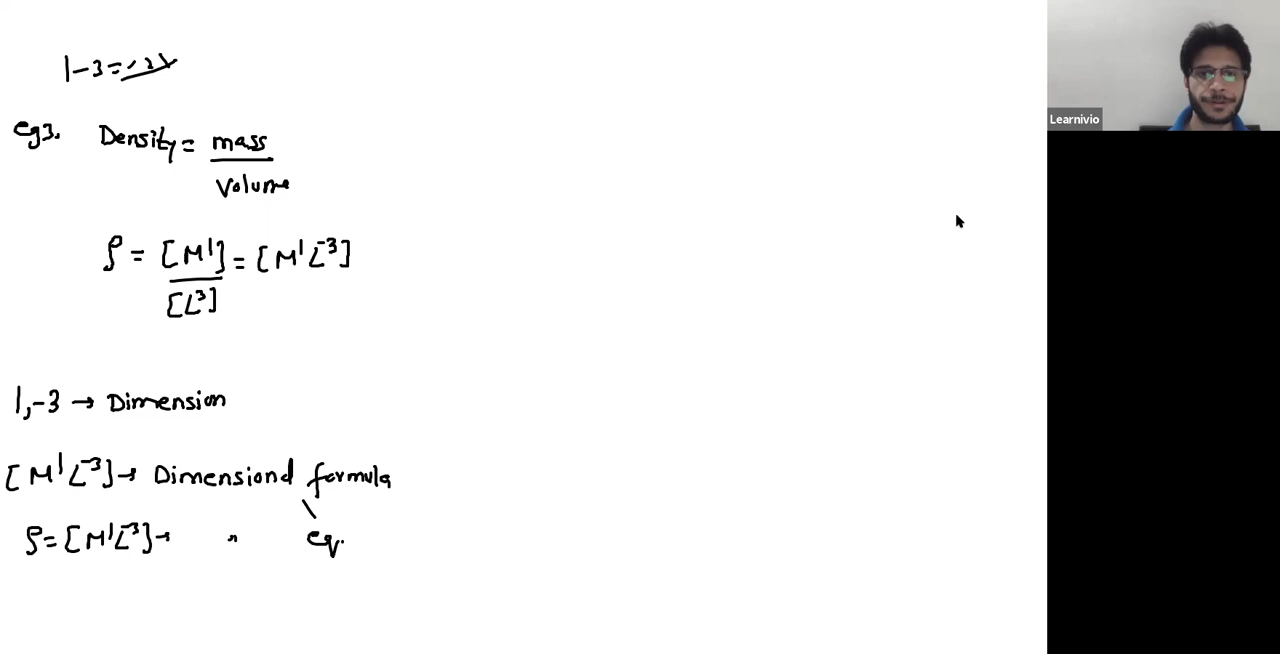 1-3=
eg3. Density = mass
Volume
ρ = [M¹] = [M¹L⁻³]
[L³]
1,-3 → Dimension
[M¹L⁻³] → Dimensional formula
ρ = [M¹L⁻³] → " eq.
Learnivio